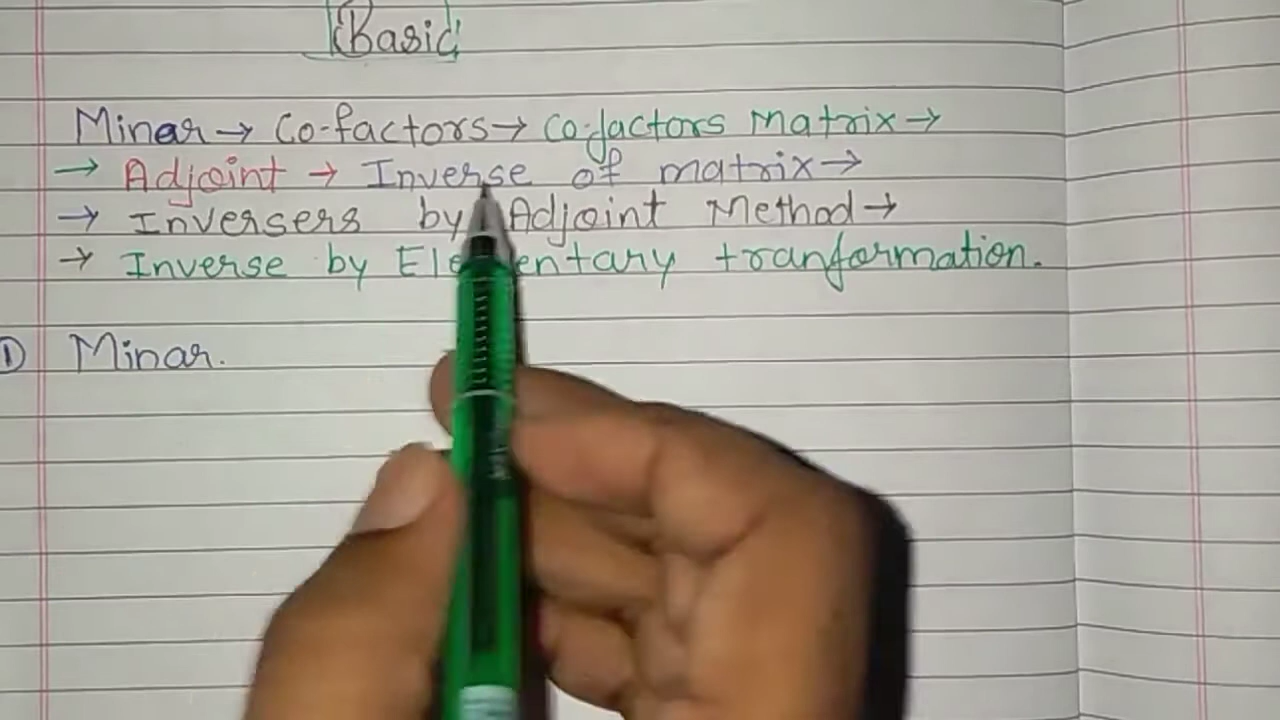 Basic
Minar → Co-factors → Co-factors Matrix →
→ Adjoint → Inverse of matrix →
→ Inversers by Adjoint Method →
→ Inverse by tranformation.
① Minar.